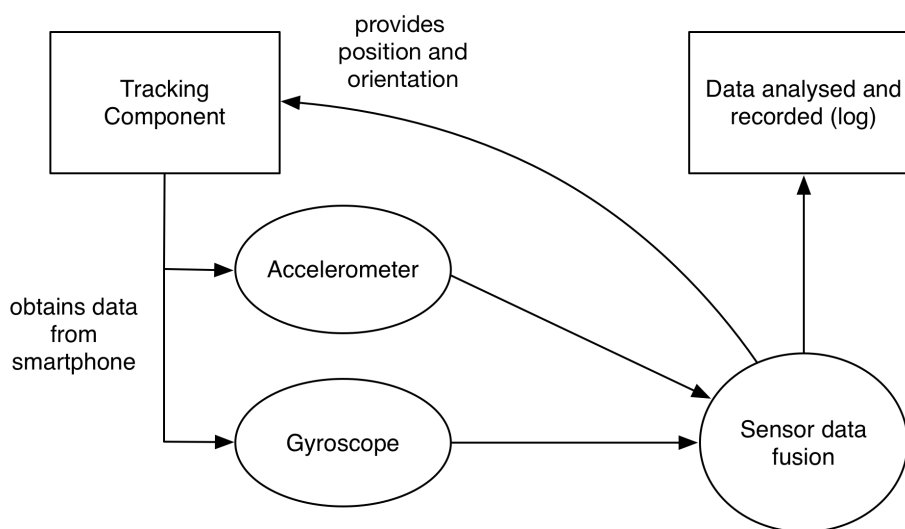 provides
position and
orientation
Tracking
Component
Data analysed and
recorded (log)
Accelerometer
obtains data
from
smartphone
Gyroscope
Sensor data
fusion